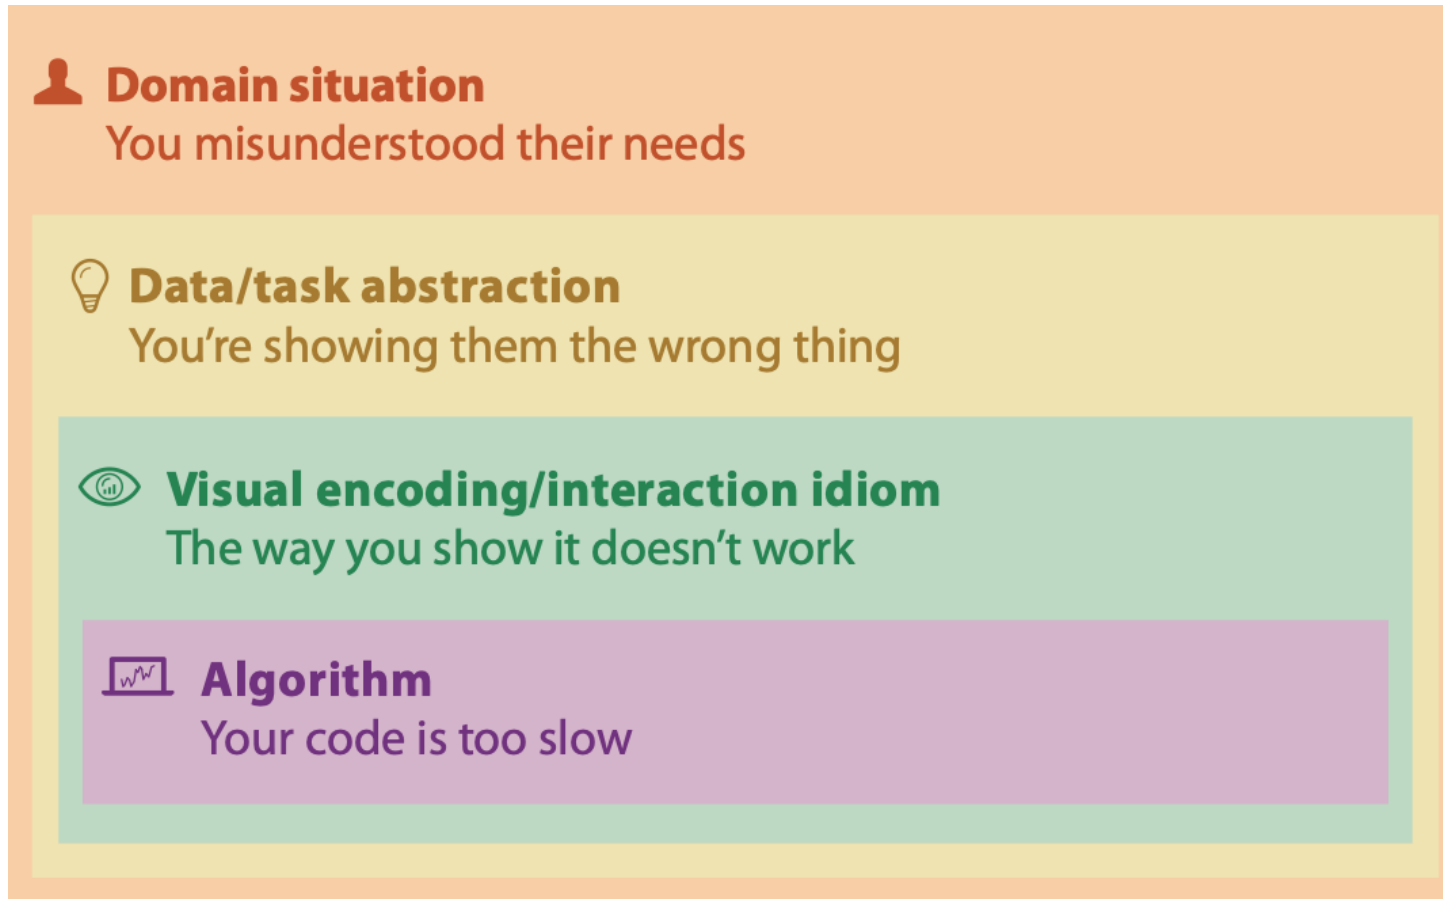 Domain situation
You misunderstood their needs
Data/task abstraction
You’re showing them the wrong thing
Visual encoding/interaction idiom
The way you show it doesn’t work
Algorithm
Your code is too slow